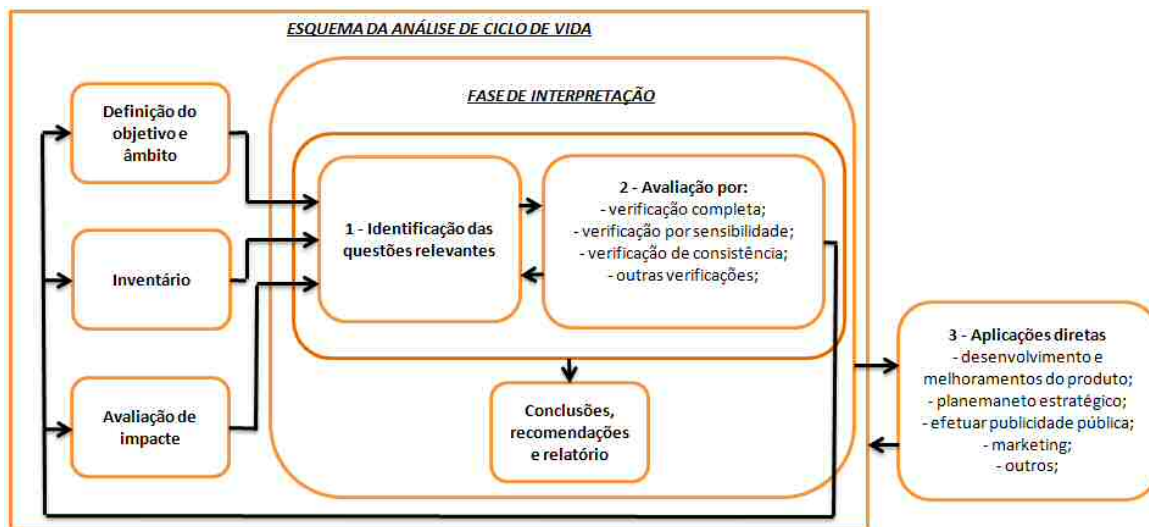 ESQUEMA DA ANÁLISE DE CICLO DE VIDA
FASE DE INTERPRETAÇÃO
Definição do
objetivo e
âmbito
Inventário
Avaliação de
impacte
1 - Identificação das
questões relevantes
2 - Avaliação por:
- verificação completa;
- verificação por sensibilidade;
- verificação de consistência;
- outras verificações;
Conclusões,
recomendações
e relatório
3 - Aplicações diretas
- desenvolvimento e
melhoramentos do produto;
- planemaneto estratégico;
- efetuar publicidade pública;
- marketing;
- outros;